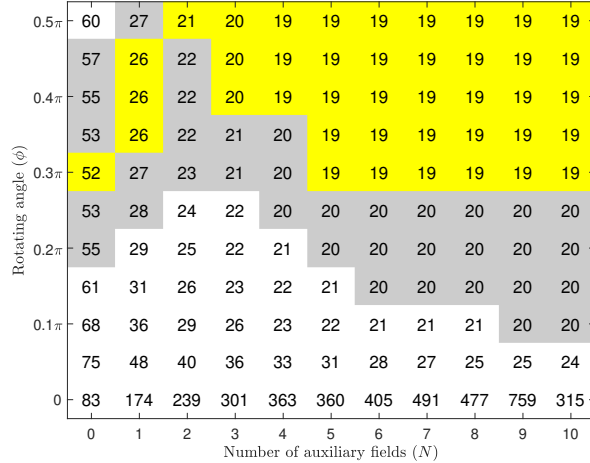 0.5π 60 27 21 20 19 19 19 19 19 19 19
57 26 22 20 19 19 19 19 19 19 19
0.4π 55 26 22 20 19 19 19 19 19 19 19
53 26 22 21 20 19 19 19 19 19 19
0.3π 52 27 23 21 20 19 19 19 19 19 19
53 28 24 22 20 20 20 20 20 20 20
0.2π 55 29 25 22 21 20 20 20 20 20 20
61 31 26 23 22 21 20 20 20 20 20
0.1π 68 36 29 26 23 22 21 21 21 20 20
75 48 40 36 33 31 28 27 25 25 24
0 83 174 239 301 363 360 405 491 477 759 315
0 1 2 3 4 5 6 7 8 9 10
Number of auxiliary fields (N)
Rotating angle (ϕ)